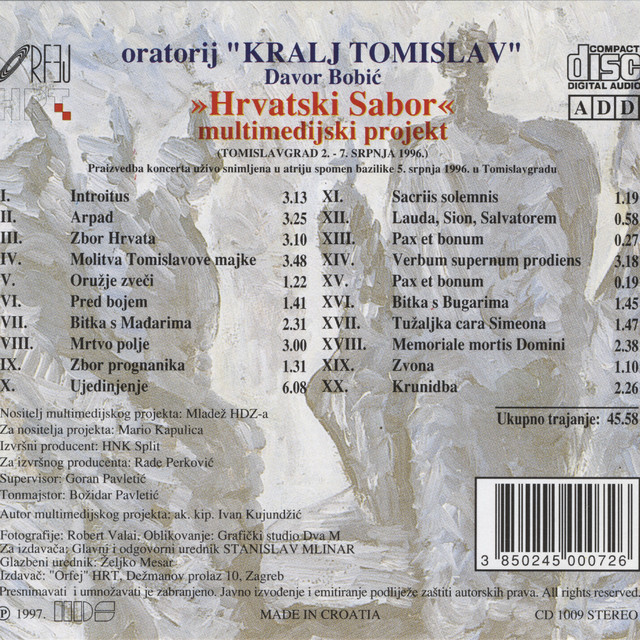 ORFEJ
HRT
oratorij "KRALJ TOMISLAV"
Davor Bobić
»Hrvatski Sabor«
multimedijski projekt
(TOMISLAVGRAD 2. - 7. SRPNJA 1996.)
Praizvedba koncerta uživo snimljena u atriju spomen bazilike 5. srpnja 1996. u Tomislavgradu
COMPACT
disc
DIGITAL AUDIO
A D D
I. Introitus 3.13
II. Arpad 3.25
III. Zbor Hrvata 3.10
IV. Molitva Tomislavove majke 3.48
V. Oružje zveči 1.22
VI. Pred bojem 1.41
VII. Bitka s Mađarima 2.31
VIII. Mrtvo polje 3.00
IX. Zbor prognanika 1.31
X. Ujedinjenje 6.08
XI. Sacriis solemnis 1.19
XII. Lauda, Sion, Salvatorem 0.58
XIII. Pax et bonum 0.27
XIV. Verbum supernum prodiens 3.18
XV. Pax et bonum 0.19
XVI. Bitka s Bugarima 1.45
XVII. Tužaljka cara Simeona 1.47
XVIII. Memoriale mortis Domini 2.38
XIX. Zvona 1.10
XX. Krunidba 2.26
Ukupno trajanje: 45.58
Nositelj multimedijskog projekta: Mladež HDZ-a
Za nositelja projekta: Mario Kapulica
Izvršni producent: HNK Split
Za izvršnog producenta: Rade Perković
Supervisor: Goran Pavletić
Tonmajstor: Božidar Pavletić
Autor multimedijskog projekta: ak. kip. Ivan Kujundžić
Fotografije: Robert Valai, Oblikovanje: Grafički studio Dva M
Za izdavača: Glavni i odgovorni urednik STANISLAV MLINAR
Glazbeni urednik: Željko Mesar
Izdavač: "Orfej" HRT, Dežmanov prolaz 10, Zagreb
Presnimavati i umnožavati je zabranjeno. Javno izvođenje i emitiranje podliježe zaštiti autorskih prava. All rights reserved.
3 850245 000726
℗ 1997.
MADE IN CROATIA
CD 1009 STEREO